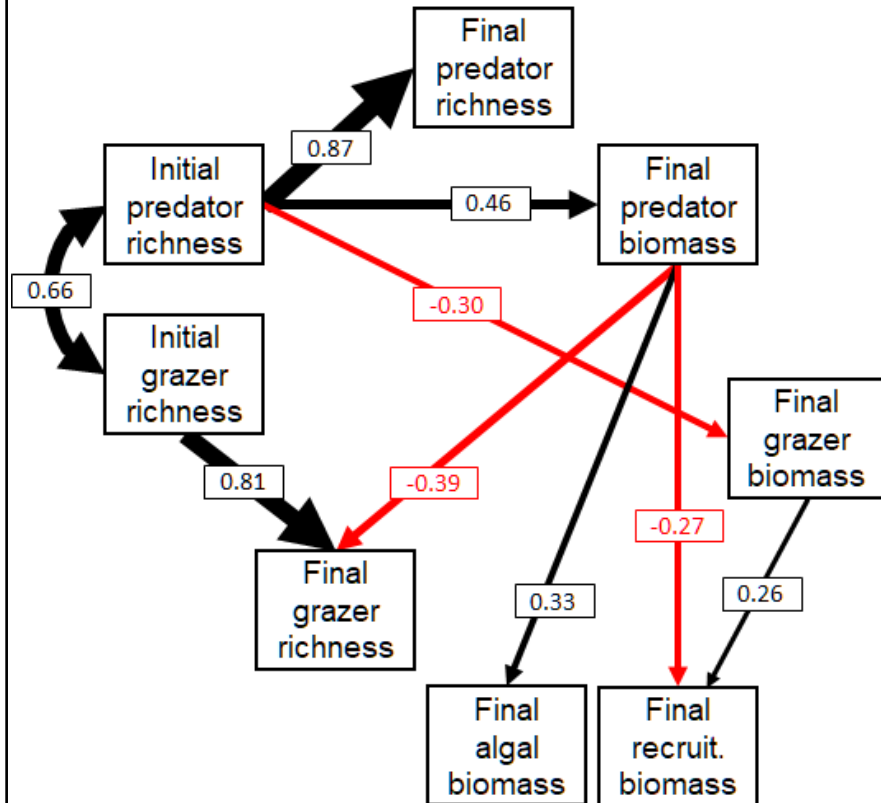 Final
predator
richness
0.87
Initial
predator
richness
0.46
Final
predator
biomass
0.66
-0.30
Initial
grazer
richness
Final
grazer
biomass
0.81
-0.39
-0.27
Final
grazer
richness
0.33
0.26
Final
algal
biomass
Final
recruit.
biomass